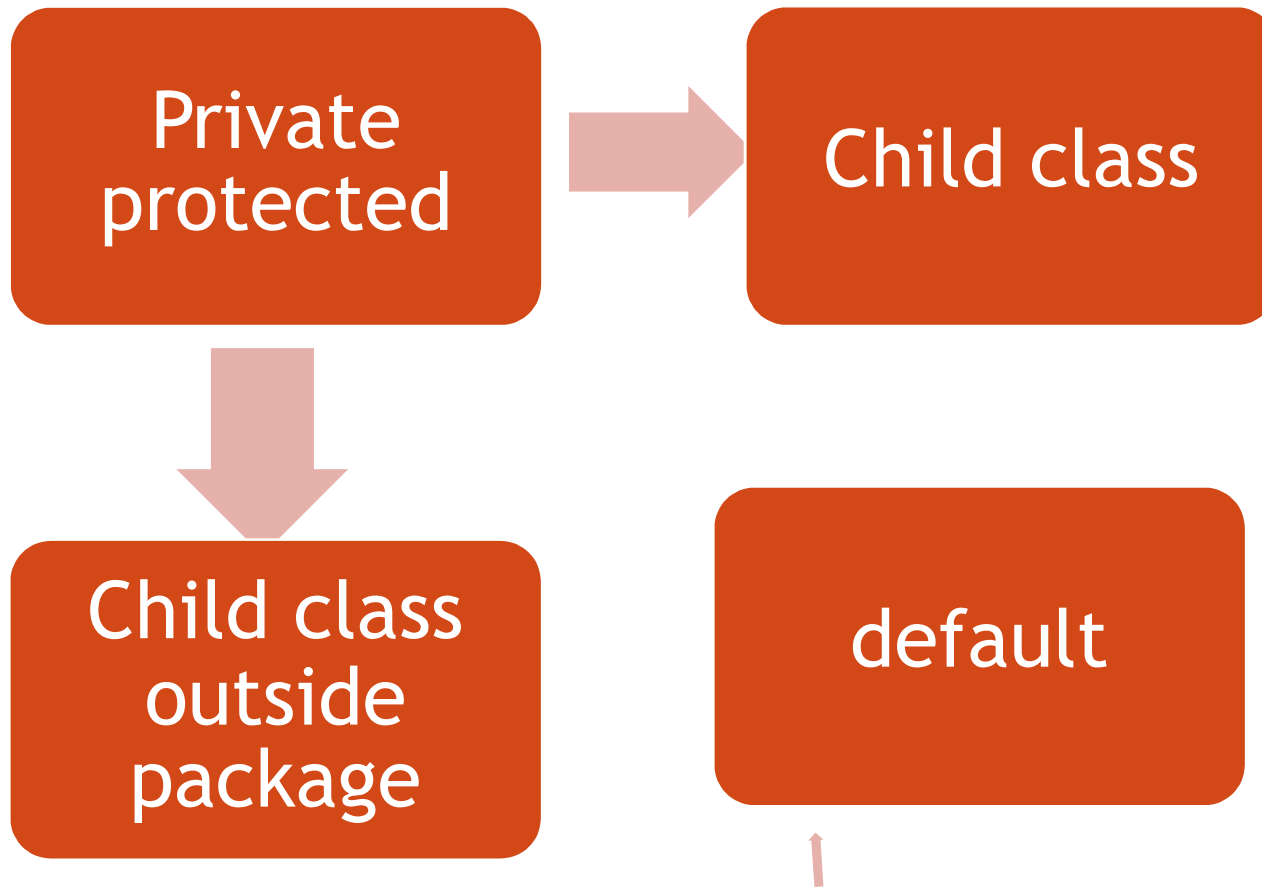 Private
protected
Child class
Child class
outside
package
default